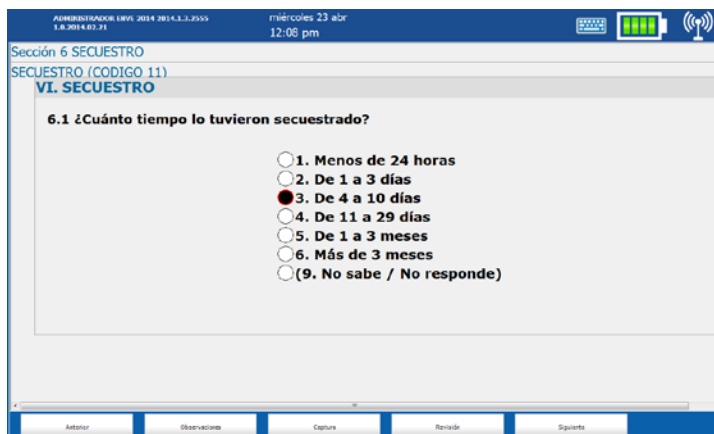 ADMINISTRADOR ENVE 2014 2014.1.3.2555
1.0.2014.02.21
miércoles 23 abr
12:08 pm
Sección 6 SECUESTRO
SECUESTRO (CODIGO 11)
VI. SECUESTRO
6.1 ¿Cuánto tiempo lo tuvieron secuestrado?
1. Menos de 24 horas
2. De 1 a 3 días
3. De 4 a 10 días
4. De 11 a 29 días
5. De 1 a 3 meses
6. Más de 3 meses
(9. No sabe / No responde)
Anterior Observaciones Captura Revisión Siguiente